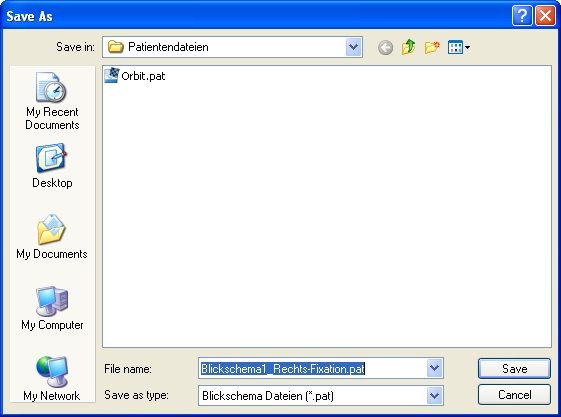 Save As
Save in:
Patientendateien
Orbit.pat
My Recent
Documents
Desktop
My Documents
My Computer
My Network
File name:
Blickschema1_Rechts-Fixation.pat
Save
Save as type:
Blickschema Dateien (*.pat)
Cancel